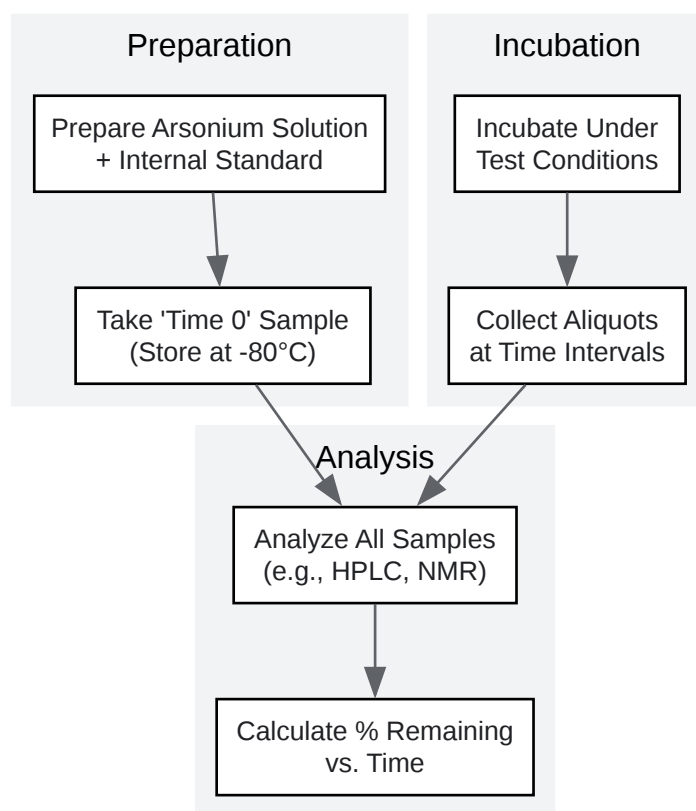 Preparation
Prepare Arsonium Solution
+ Internal Standard
Take 'Time 0' Sample
(Store at -80°C)
Incubation
Incubate Under
Test Conditions
Collect Aliquots
at Time Intervals
Analysis
Analyze All Samples
(e.g., HPLC, NMR)
Calculate % Remaining
vs. Time